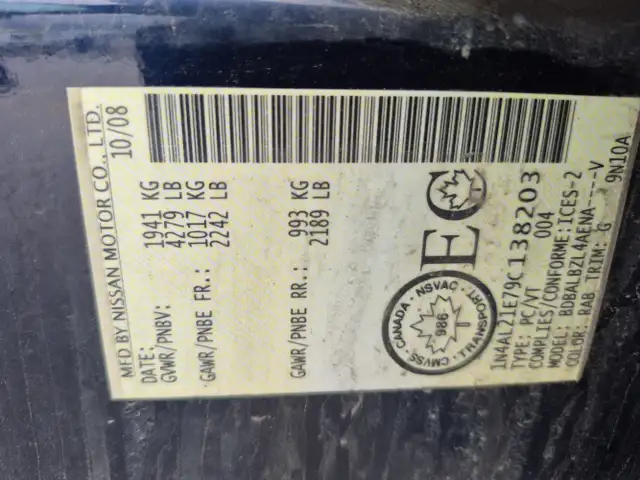 MFD BY NISSAN MOTOR CO., LTD.
DATE: 10/08
GVWR/PNBV: 1941 KG
4279 LB
GAWR/PNBE FR.: 1017 KG
2242 LB
GAWR/PNBE RR.: 993 KG
2189 LB
EC
CANADA · NSVAC · TRANSPORT · CMVSS
986
1N4AL21E79C138203
TYPE: PC/VT 004
COMPLIES/CONFORME:ICES-2
MODEL: BDBALBZL4AENA----V
COLOR: RAB TRIM: G 9N10A